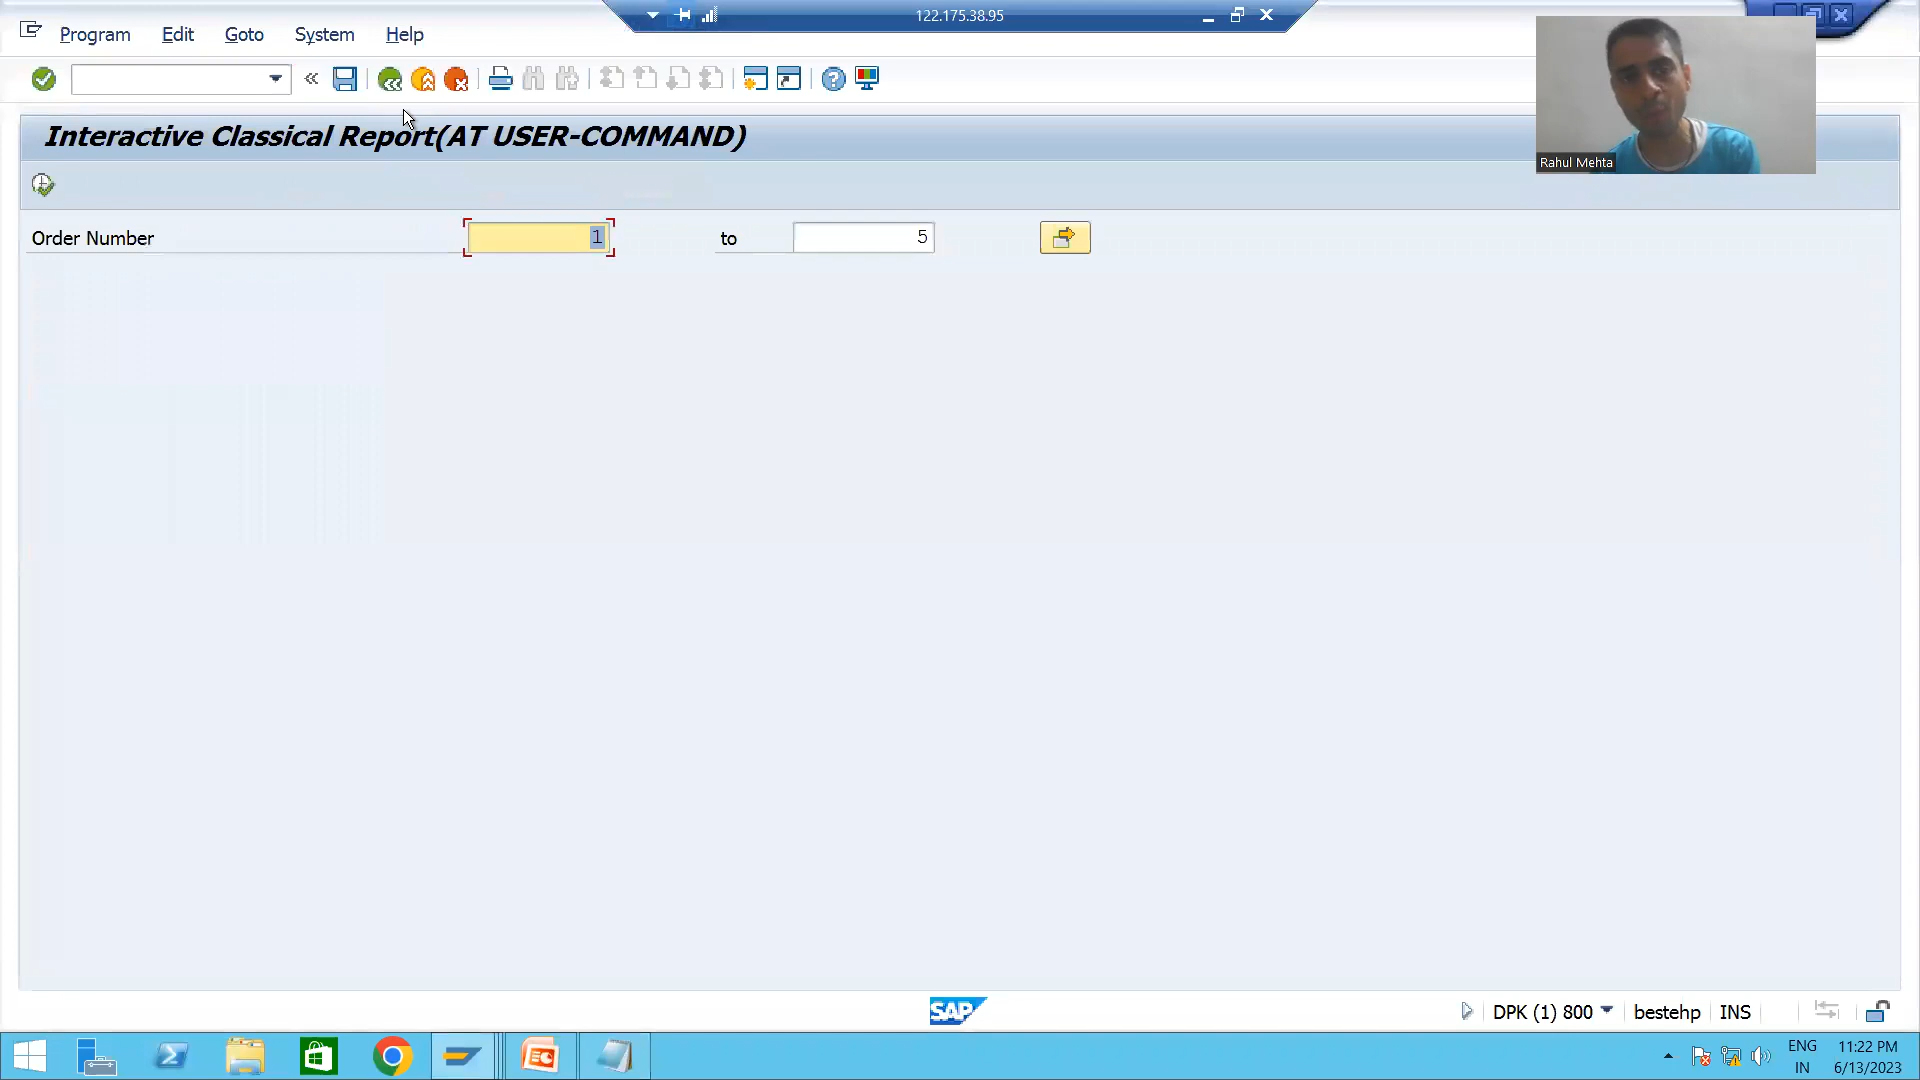 122.175.38.95
Program Edit Goto System Help
Interactive Classical Report(AT USER-COMMAND)
Rahul Mehta
Order Number 1 to 5
SAP
DPK (1) 800 bestehp INS
ENG 11:22 PM
IN 6/13/2023